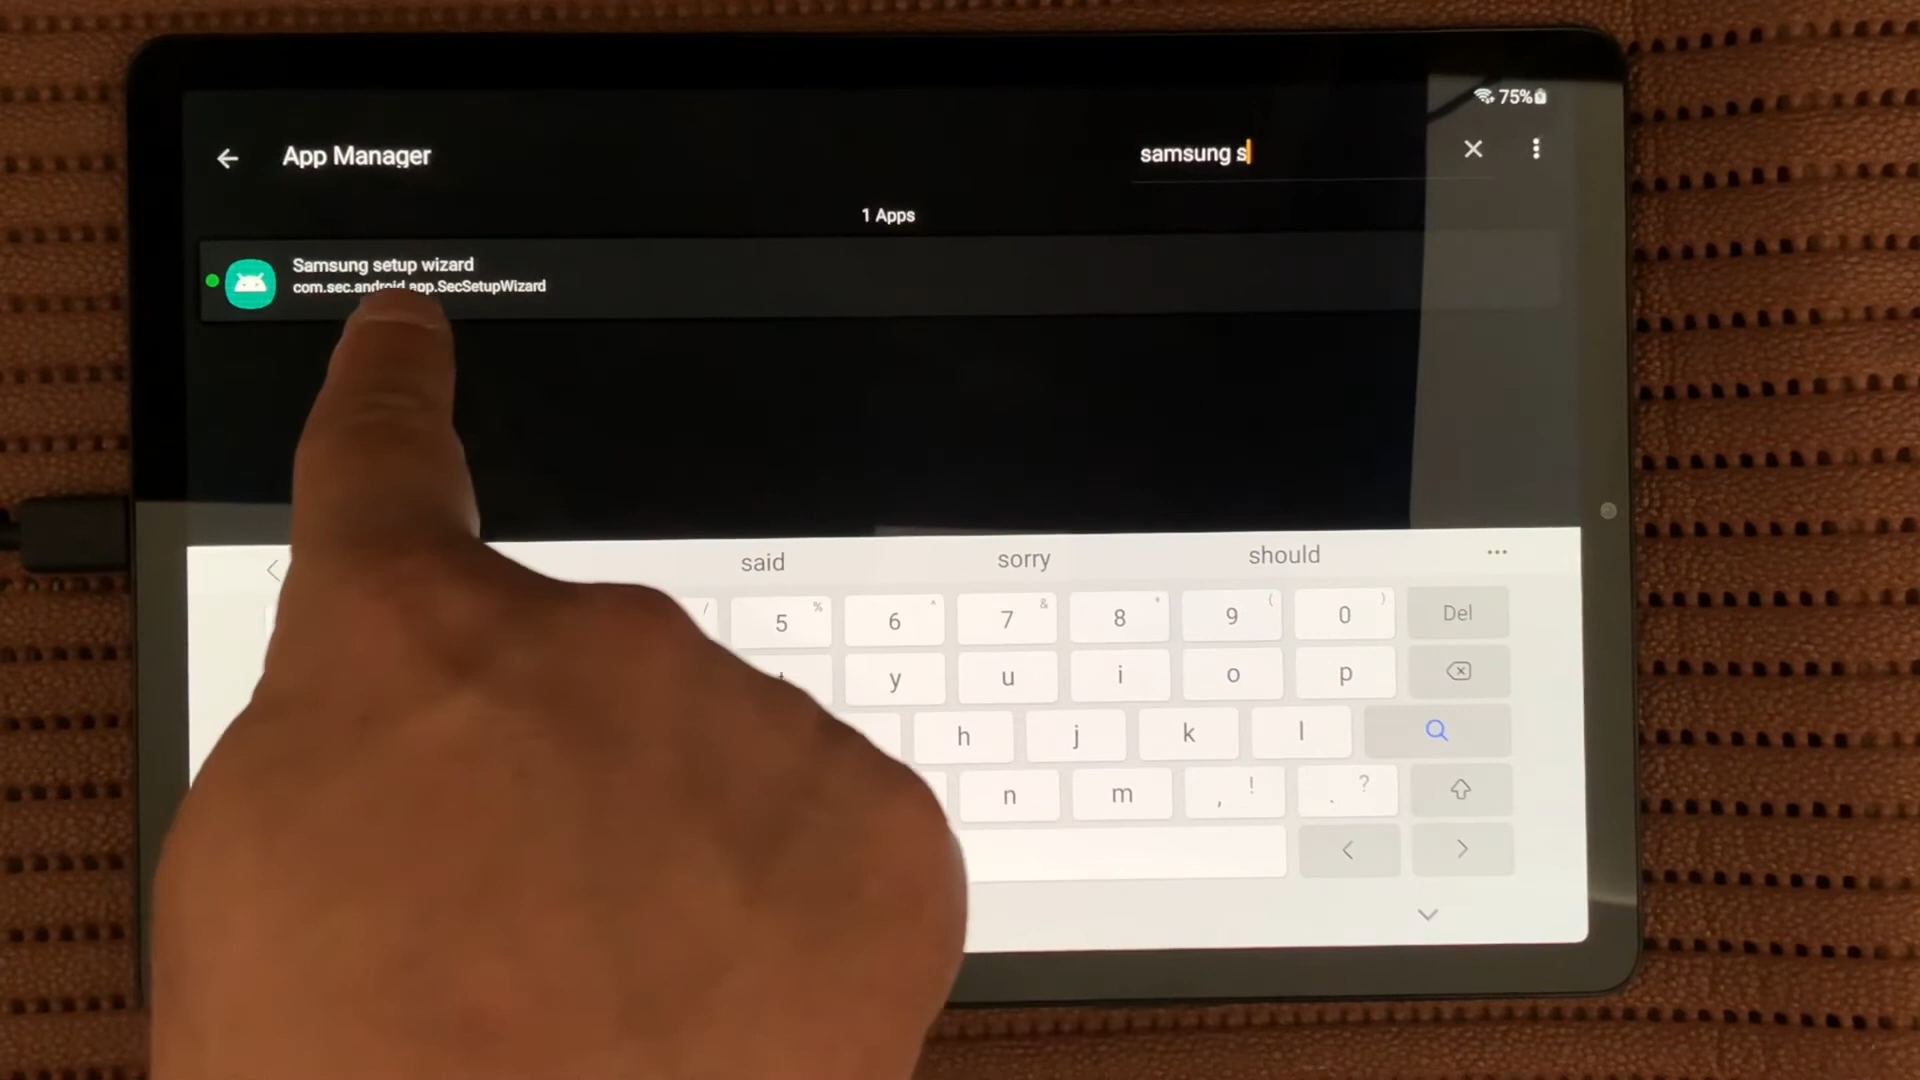 75%
App Manager
samsung s
1 Apps
Samsung setup wizard
com.sec.android.app.SecSetupWizard
said sorry should ...
/ 5 % 6 ^ 7 & 8 * 9 ( 0 ) Del
y u i o p
h j k l
n m , ! . ?
< >